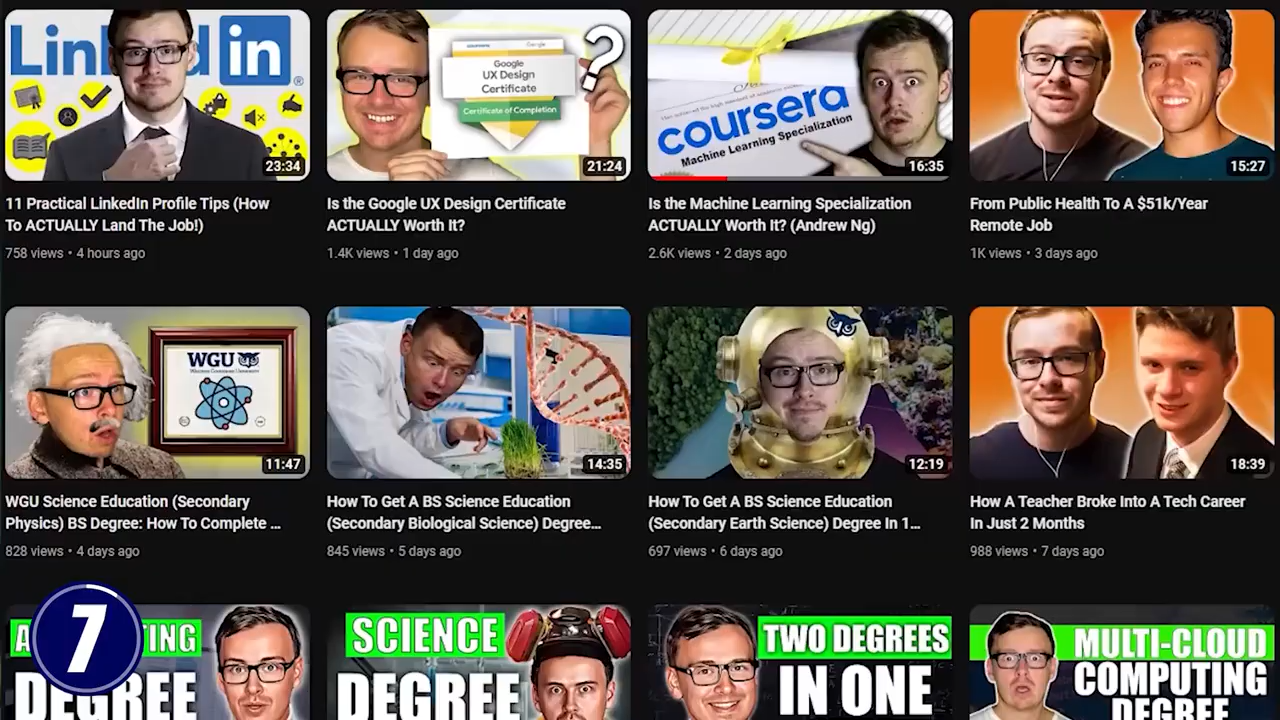 Linkedin
23:34
coursera Google
Google
UX Design
Certificate
Certificate of Completion
?
21:24
coursera
Machine Learning Specialization
16:35
15:27
11 Practical LinkedIn Profile Tips (How
To ACTUALLY Land The Job!)
758 views • 4 hours ago
Is the Google UX Design Certificate
ACTUALLY Worth It?
1.4K views • 1 day ago
Is the Machine Learning Specialization
ACTUALLY Worth It? (Andrew Ng)
2.6K views • 2 days ago
From Public Health To A $51k/Year
Remote Job
1K views • 3 days ago
WGU
11:47
14:35
12:19
18:39
WGU Science Education (Secondary
Physics) BS Degree: How To Complete ...
828 views • 4 days ago
How To Get A BS Science Education
(Secondary Biological Science) Degree...
845 views • 5 days ago
How To Get A BS Science Education
(Secondary Earth Science) Degree In 1...
697 views • 6 days ago
How A Teacher Broke Into A Tech Career
In Just 2 Months
988 views • 7 days ago
7
DEGREE
SCIENCE
DEGREE
TWO DEGREES
IN ONE
MULTI-CLOUD
COMPUTING
DEGREE